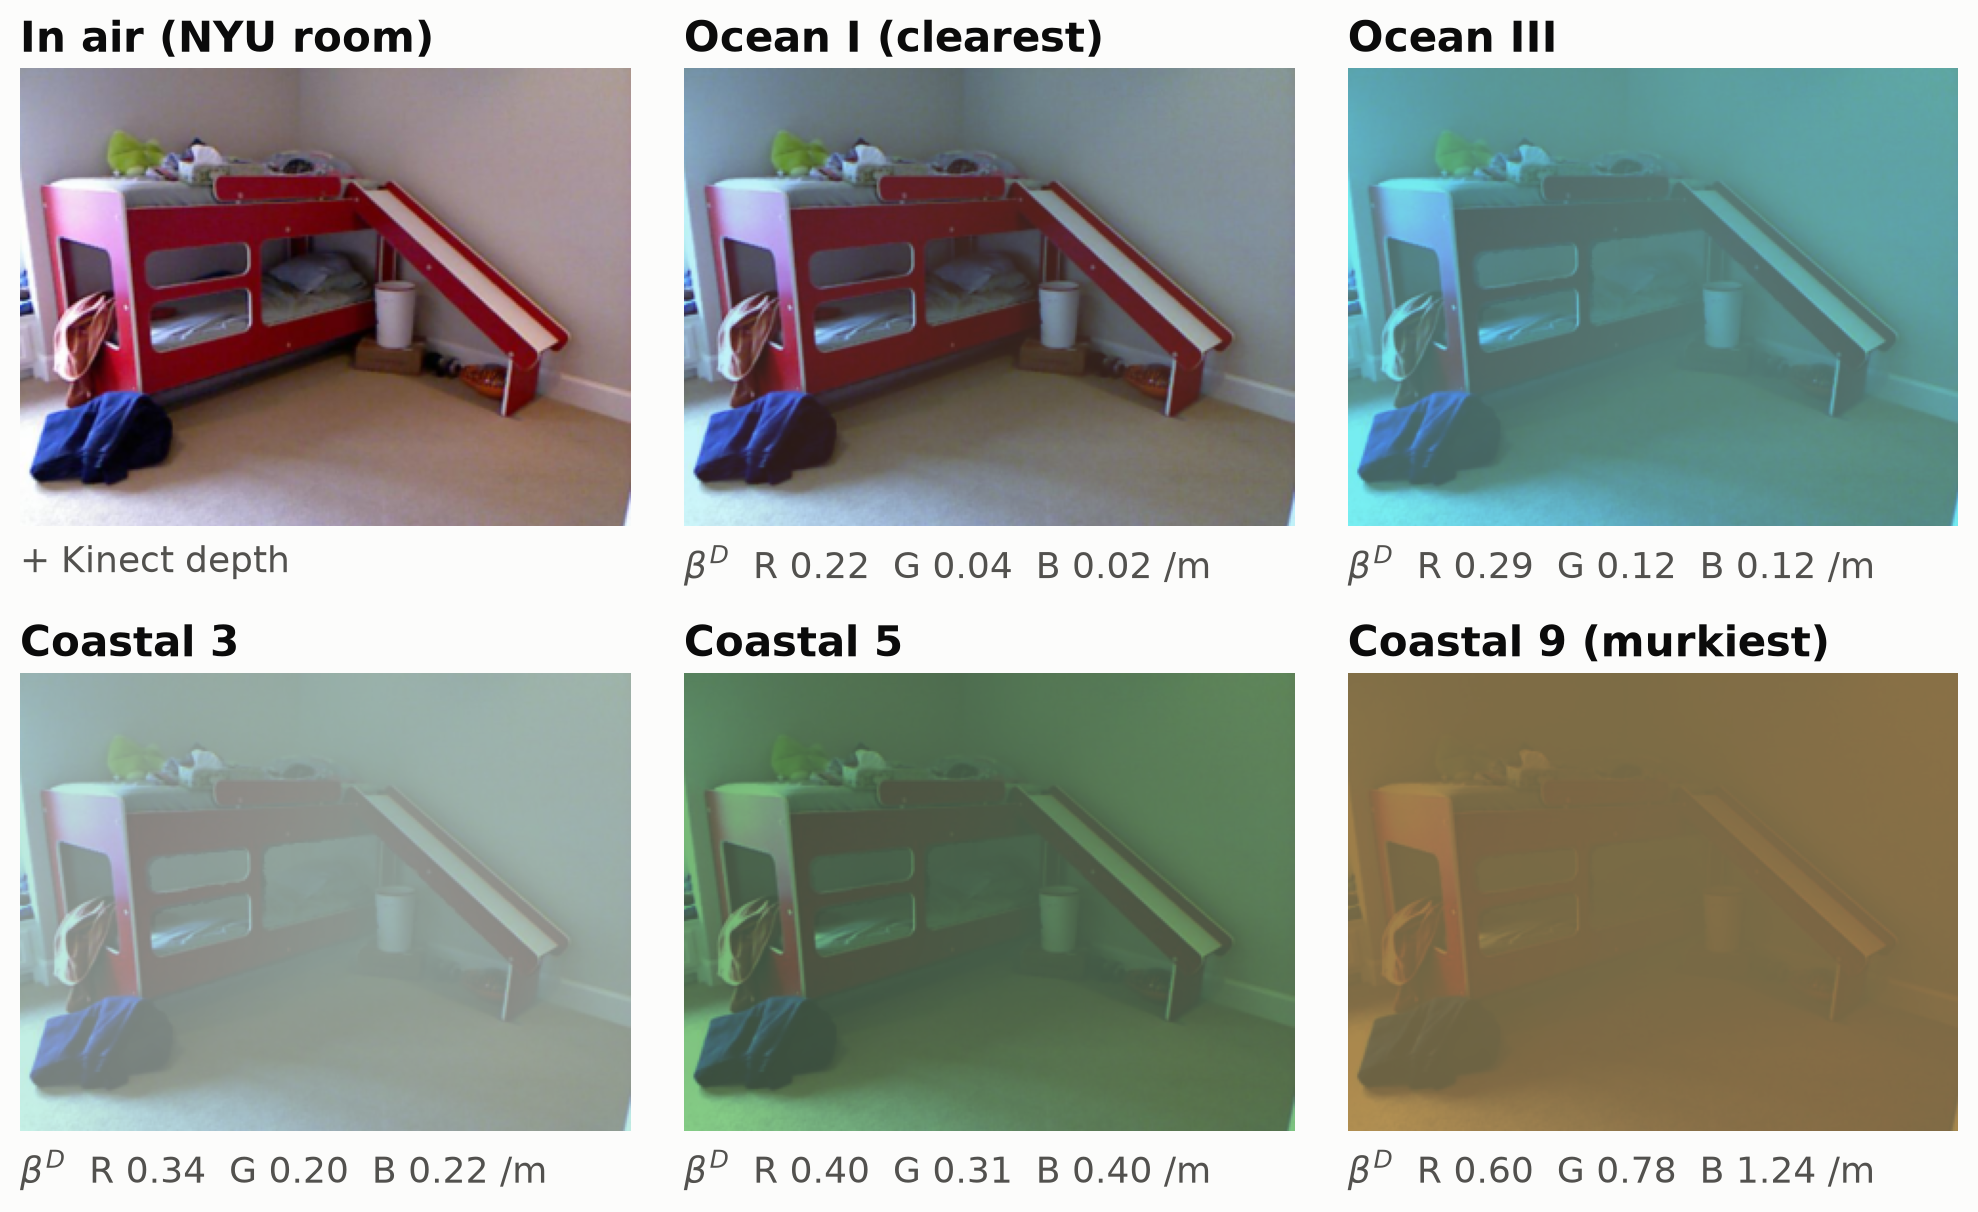 In air (NYU room)
Ocean I (clearest)
Ocean III
+ Kinect depth
β^D R 0.22 G 0.04 B 0.02 /m
β^D R 0.29 G 0.12 B 0.12 /m
Coastal 3
Coastal 5
Coastal 9 (murkiest)
β^D R 0.34 G 0.20 B 0.22 /m
β^D R 0.40 G 0.31 B 0.40 /m
β^D R 0.60 G 0.78 B 1.24 /m